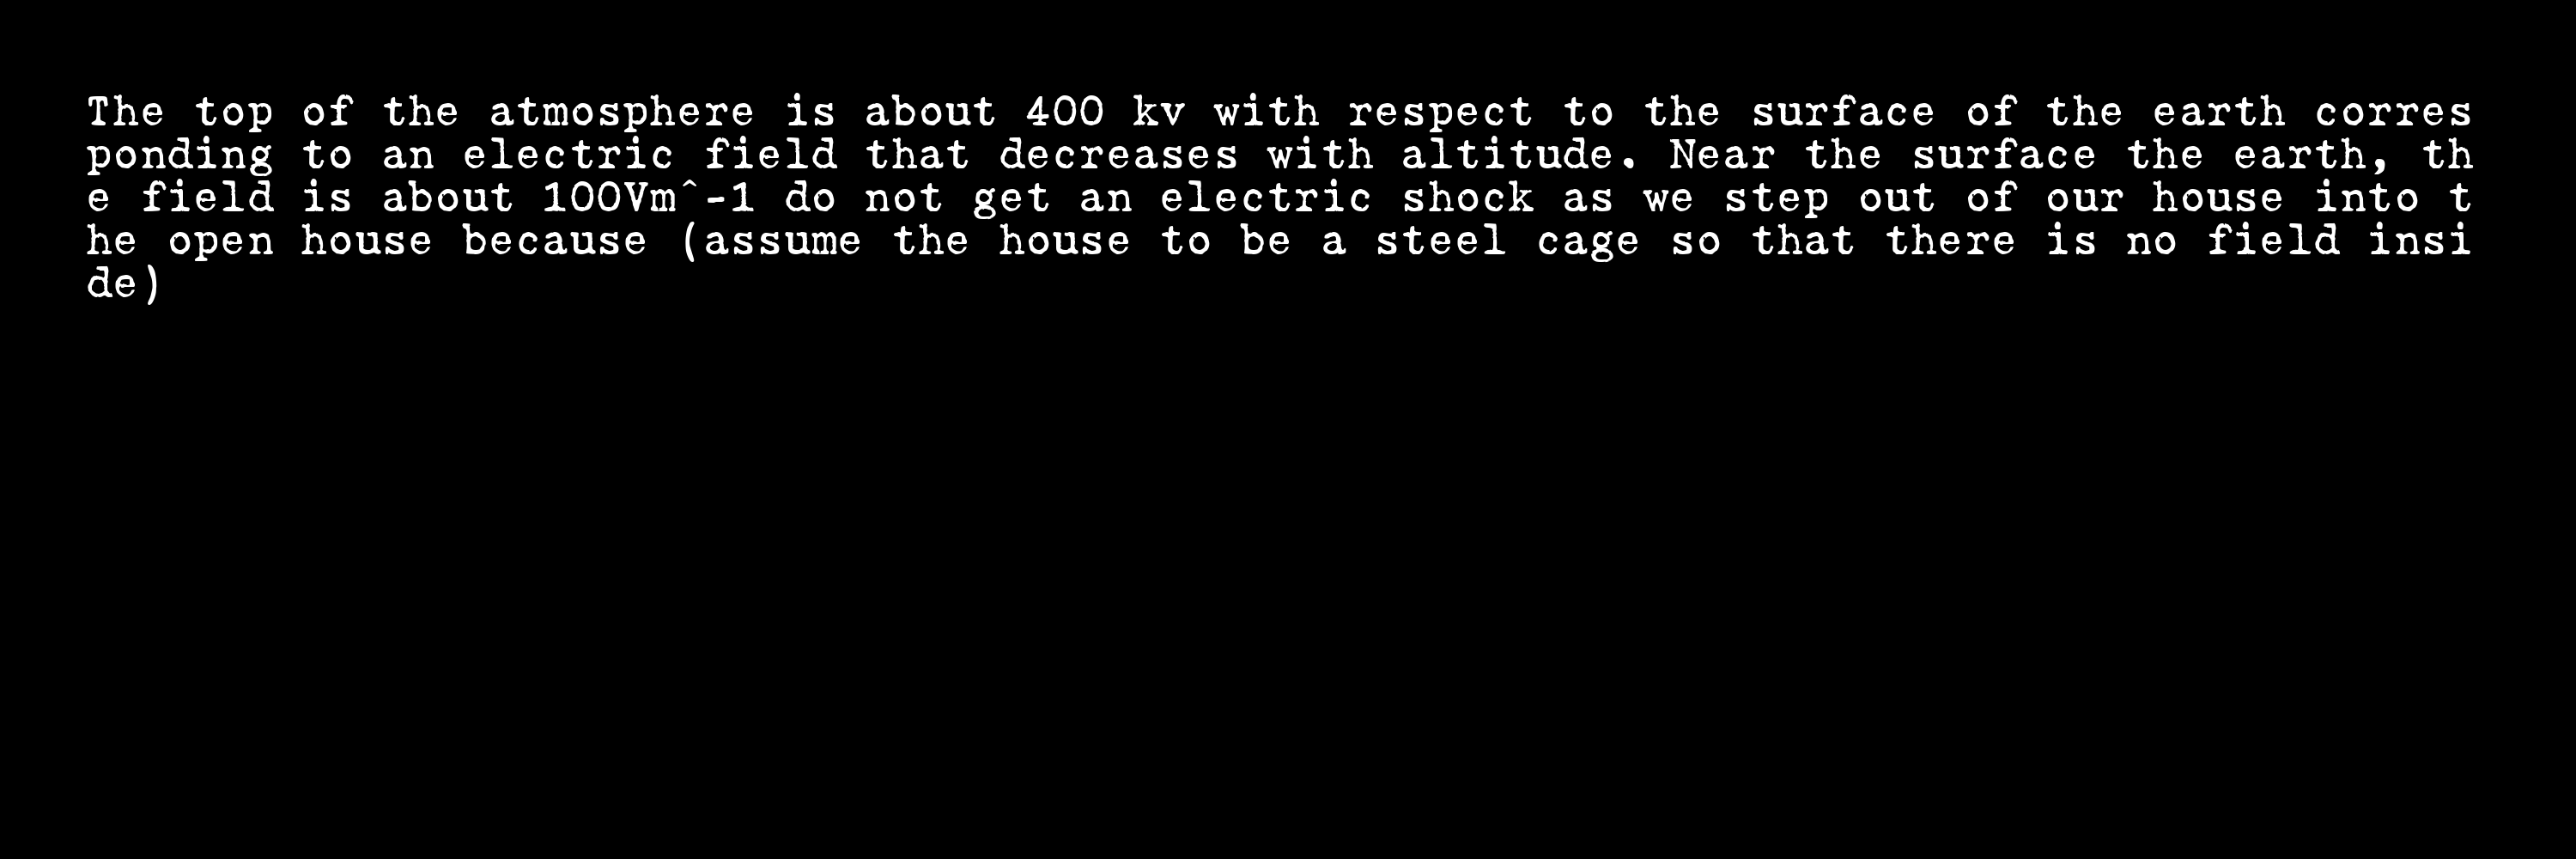 The top of the atmosphere is about 400 kv with respect to the surface of the earth corres
ponding to an electric field that decreases with altitude. Near the surface the earth, th
e field is about 100Vm^-1 do not get an electric shock as we step out of our house into t
he open house because (assume the house to be a steel cage so that there is no field insi
de)